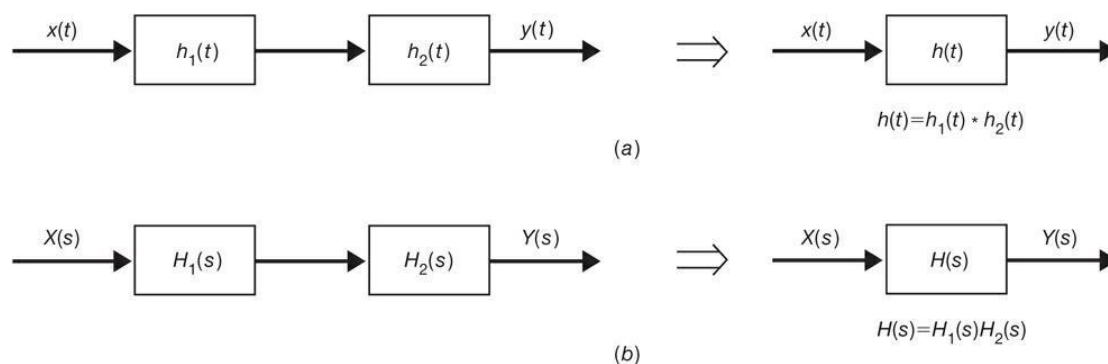 x(t) h₁(t) h₂(t) y(t) ⇒ x(t) h(t) y(t)
h(t)=h₁(t) * h₂(t)
(a)
X(s) H₁(s) H₂(s) Y(s) ⇒ X(s) H(s) Y(s)
H(s)=H₁(s)H₂(s)
(b)